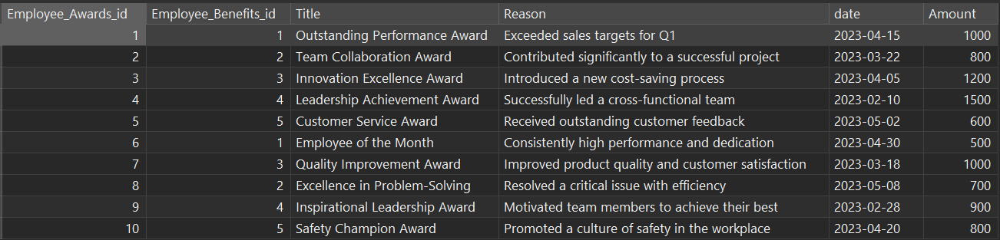 Employee_Awards_id Employee_Benefits_id Title Reason date Amount
1 1 Outstanding Performance Award Exceeded sales targets for Q1 2023-04-15 1000
2 2 Team Collaboration Award Contributed significantly to a successful project 2023-03-22 800
3 3 Innovation Excellence Award Introduced a new cost-saving process 2023-04-05 1200
4 4 Leadership Achievement Award Successfully led a cross-functional team 2023-02-10 1500
5 5 Customer Service Award Received outstanding customer feedback 2023-05-02 600
6 1 Employee of the Month Consistently high performance and dedication 2023-04-30 500
7 3 Quality Improvement Award Improved product quality and customer satisfaction 2023-03-18 1000
8 2 Excellence in Problem-Solving Resolved a critical issue with efficiency 2023-05-08 700
9 4 Inspirational Leadership Award Motivated team members to achieve their best 2023-02-28 900
10 5 Safety Champion Award Promoted a culture of safety in the workplace 2023-04-20 800